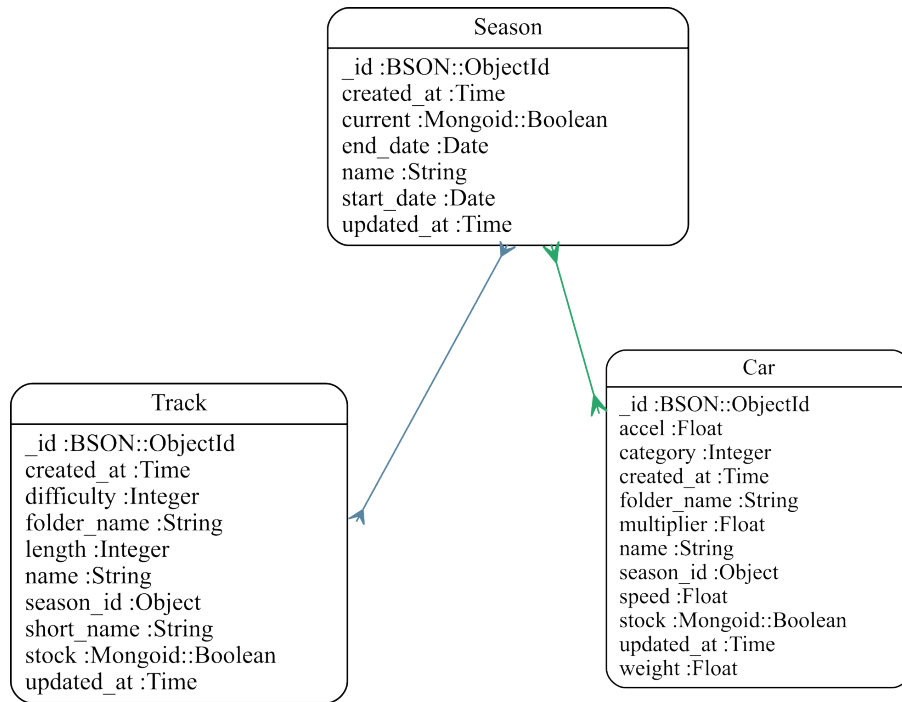 Season
_id :BSON::ObjectId
created_at :Time
current :Mongoid::Boolean
end_date :Date
name :String
start_date :Date
updated_at :Time
Track
_id :BSON::ObjectId
created_at :Time
difficulty :Integer
folder_name :String
length :Integer
name :String
season_id :Object
short_name :String
stock :Mongoid::Boolean
updated_at :Time
Car
_id :BSON::ObjectId
accel :Float
category :Integer
created_at :Time
folder_name :String
multiplier :Float
name :String
season_id :Object
speed :Float
stock :Mongoid::Boolean
updated_at :Time
weight :Float